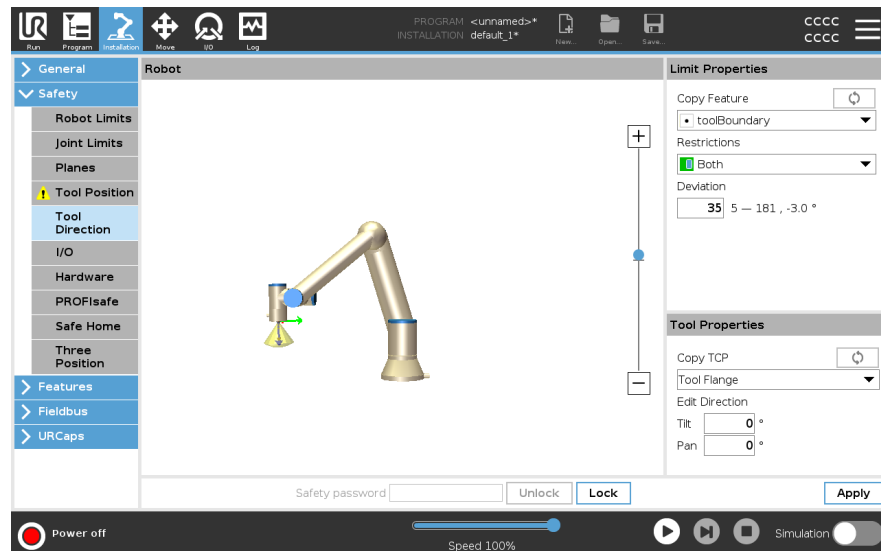 UR
PROGRAM <unnamed>*
INSTALLATION default_1*
Run
Program
Installation
Move
I/O
Log
New...
Open...
Save...
CCCC
CCCC
General
Safety
Robot Limits
Joint Limits
Planes
Tool Position
Tool
Direction
I/O
Hardware
PROFIsafe
Safe Home
Three
Position
Features
Fieldbus
URCaps
Robot
Limit Properties
Copy Feature
toolBoundary
Restrictions
Both
Deviation
35 5 — 181 , -3.0 °
Tool Properties
Copy TCP
Tool Flange
Edit Direction
Tilt 0 °
Pan 0 °
Safety password
Unlock
Lock
Apply
Power off
Speed 100%
Simulation